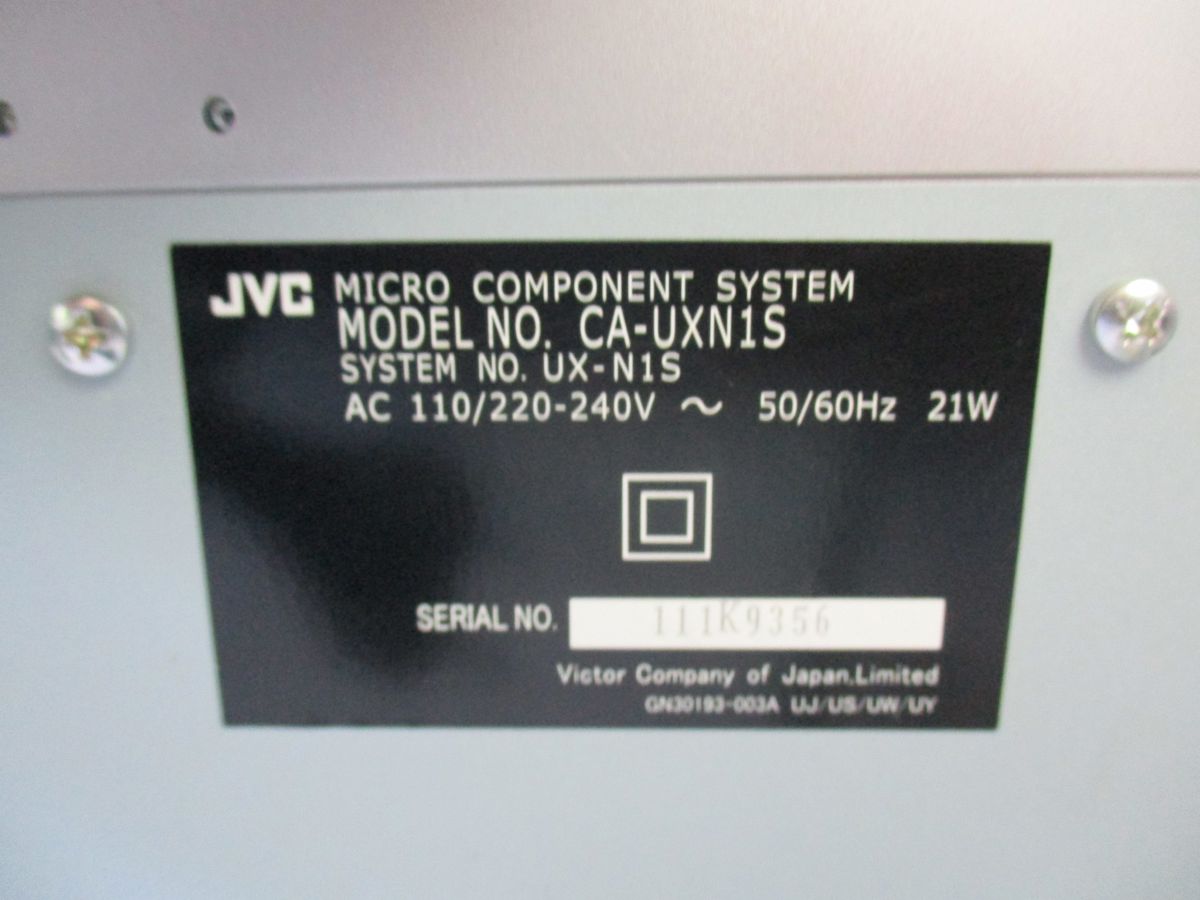 JVC MICRO COMPONENT SYSTEM
MODEL NO. CA-UXN1S
SYSTEM NO. UX-N1S
AC 110/220-240V ～ 50/60Hz 21W
SERIAL NO. 111K9356
Victor Company of Japan,Limited
GN30193-003A UJ/US/UW/UY